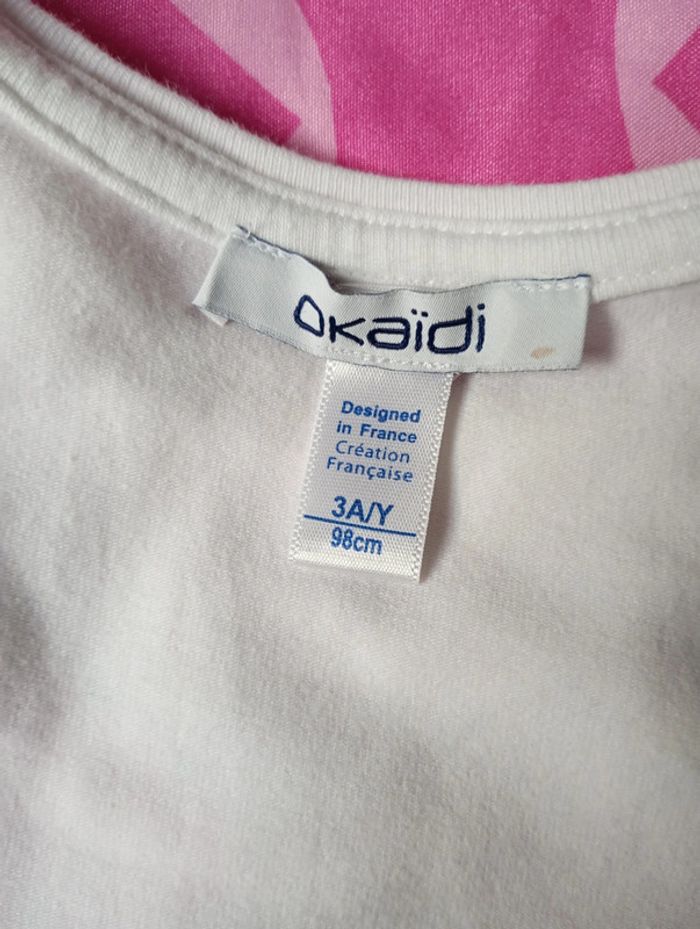 Okaïdi
Designed
in France
Création
Française
3A/Y
98cm